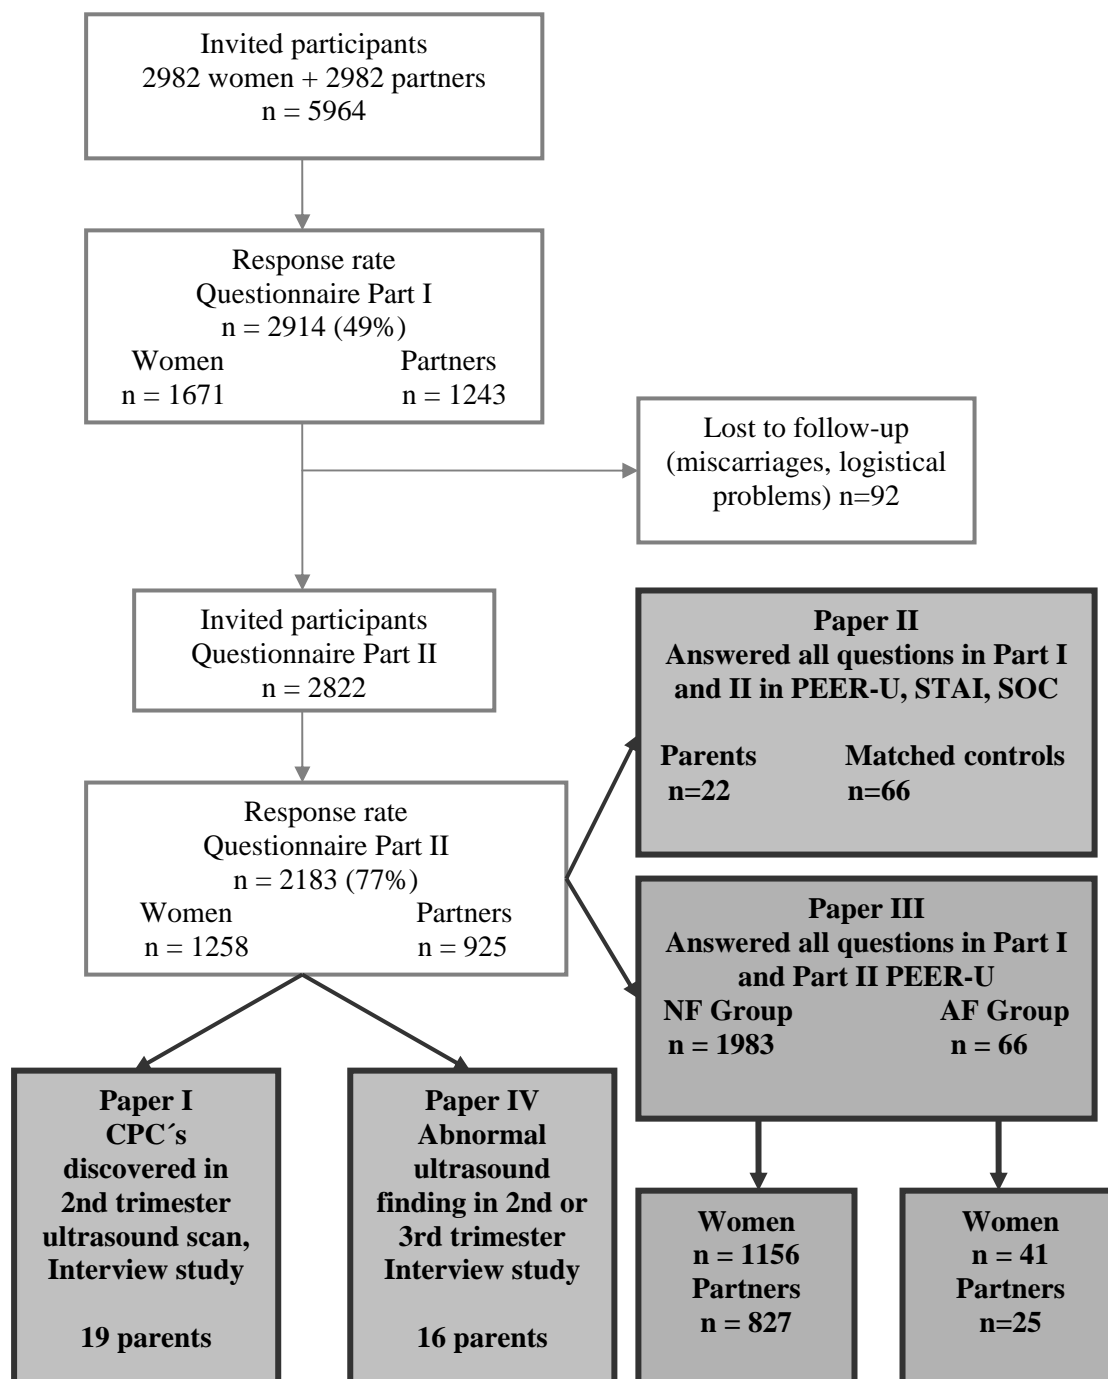 Invited participants
2982 women + 2982 partners
n = 5964
Response rate
Questionnaire Part I
n = 2914 (49%)
Women Partners
n = 1671 n = 1243
Lost to follow-up
(miscarriages, logistical
problems) n=92
Invited participants
Questionnaire Part II
n = 2822
Paper II
Answered all questions in Part I
and II in PEER-U, STAI, SOC
Parents Matched controls
n=22 n=66
Response rate
Questionnaire Part II
n = 2183 (77%)
Women Partners
n = 1258 n = 925
Paper III
Answered all questions in Part I
and Part II PEER-U
NF Group AF Group
n = 1983 n = 66
Paper I
CPC´s
discovered in
2nd trimester
ultrasound scan,
Interview study
19 parents
Paper IV
Abnormal
ultrasound
finding in 2nd or
3rd trimester
Interview study
16 parents
Women
n = 1156
Partners
n = 827
Women
n = 41
Partners
n=25